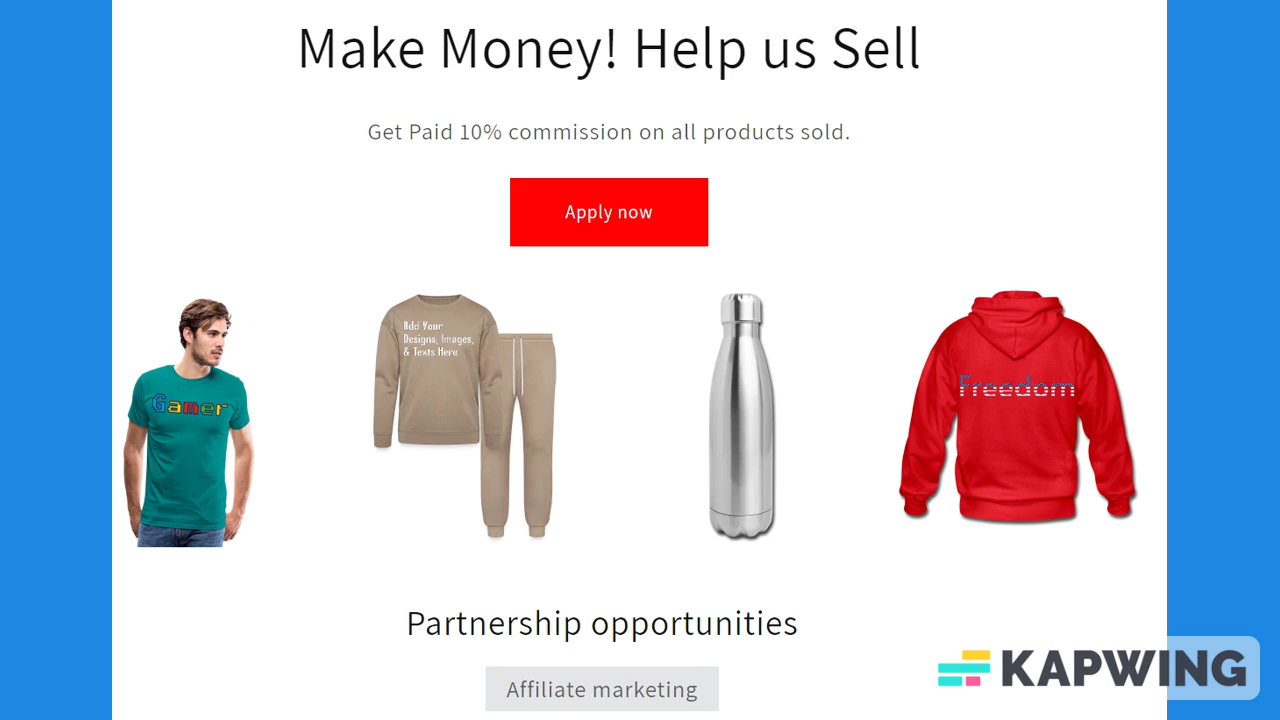 Make Money! Help us Sell
Get Paid 10% commission on all products sold.
Apply now
Gamer
Add Your
Designs, Images,
& Texts Here
Freedom
Partnership opportunities
Affiliate marketing
KAPWING